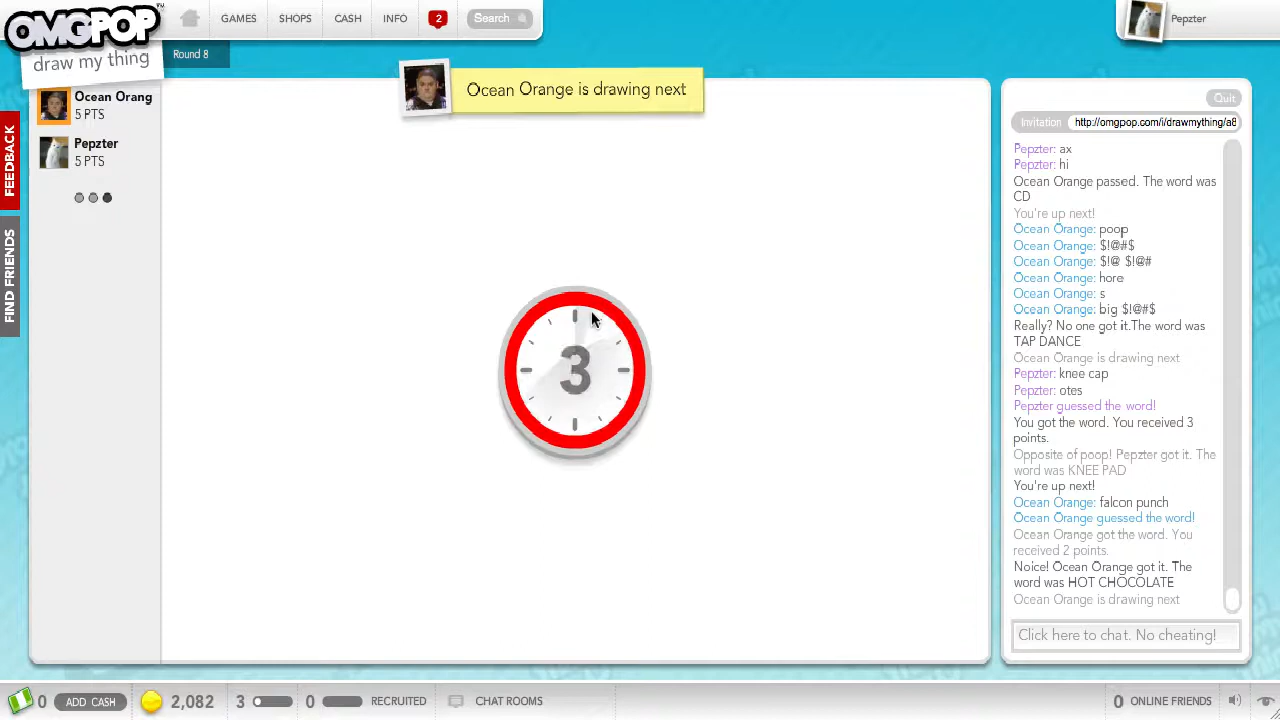 OMGPOP™
GAMES
SHOPS
CASH
INFO
2
Search
Pepzter
draw my thing
Round 8
Ocean Orange is drawing next
Ocean Orang
5 PTS
Pepzter
5 PTS
FEEDBACK
FIND FRIENDS
3
Quit
Invitation http://omgpop.com/i/drawmything/a8
Pepzter: ax
Pepzter: hi
Ocean Orange passed. The word was
CD
You're up next!
Ocean Orange: poop
Ocean Orange: $!@#$
Ocean Orange: $!@ $!@#
Ocean Orange: hore
Ocean Orange: s
Ocean Orange: big $!@#$
Really? No one got it.The word was
TAP DANCE
Ocean Orange is drawing next
Pepzter: knee cap
Pepzter: otes
Pepzter guessed the word!
You got the word. You received 3
points.
Opposite of poop! Pepzter got it. The
word was KNEE PAD
You're up next!
Ocean Orange: falcon punch
Ocean Orange guessed the word!
Ocean Orange got the word. You
received 2 points.
Noice! Ocean Orange got it. The
word was HOT CHOCOLATE
Ocean Orange is drawing next
Click here to chat. No cheating!
0 ADD CASH
2,082
3
0 RECRUITED
CHAT ROOMS
0 ONLINE FRIENDS